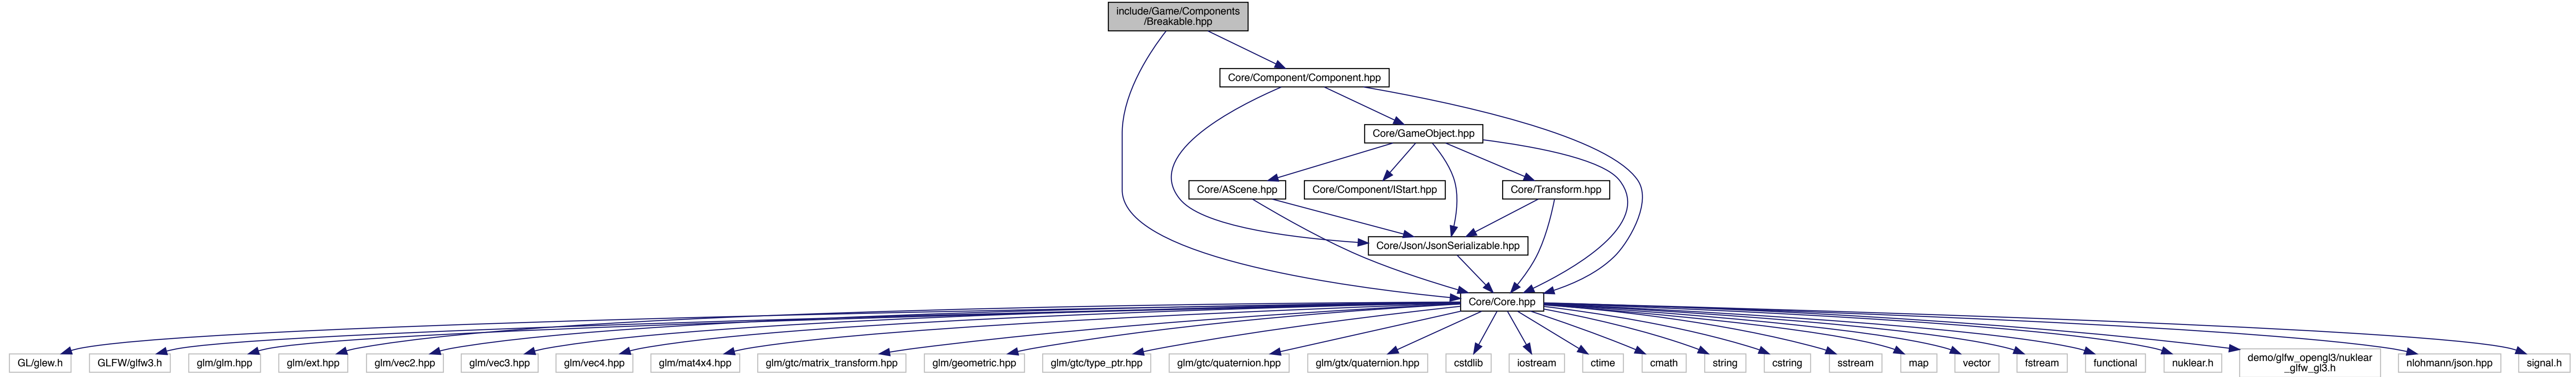 include/Game/Components
/Breakable.hpp
Core/Component/Component.hpp
Core/GameObject.hpp
Core/AScene.hpp
Core/Component/IStart.hpp
Core/Transform.hpp
Core/Json/JsonSerializable.hpp
Core/Core.hpp
GL/glew.h
GLFW/glfw3.h
glm/glm.hpp
glm/ext.hpp
glm/vec2.hpp
glm/vec3.hpp
glm/vec4.hpp
glm/mat4x4.hpp
glm/gtc/matrix_transform.hpp
glm/geometric.hpp
glm/gtc/type_ptr.hpp
glm/gtc/quaternion.hpp
glm/gtx/quaternion.hpp
cstdlib
iostream
ctime
cmath
string
cstring
sstream
map
vector
fstream
functional
nuklear.h
demo/glfw_opengl3/nuklear
_glfw_gl3.h
nlohmann/json.hpp
signal.h